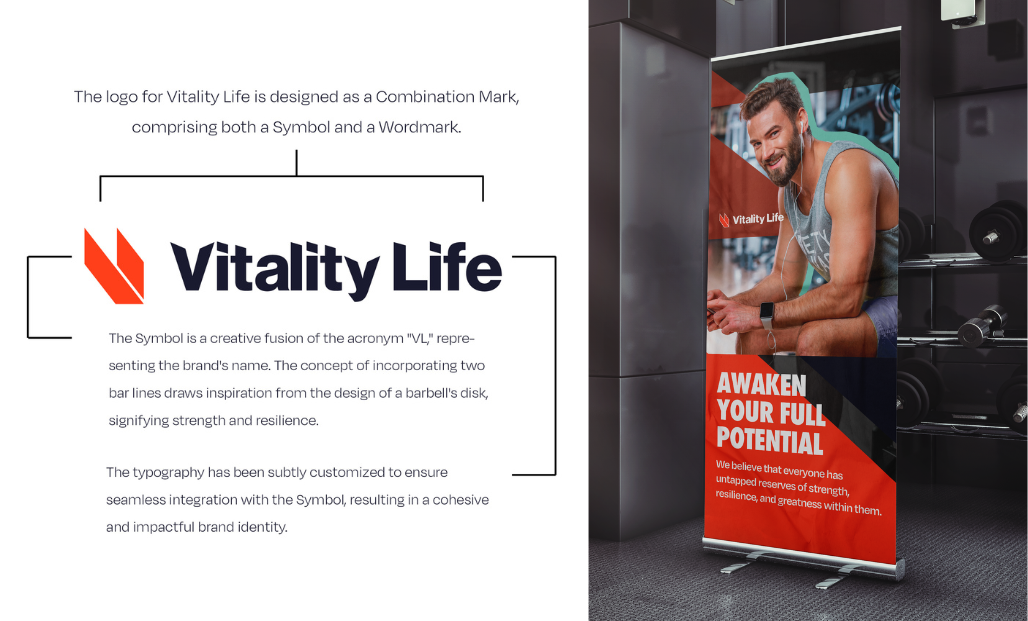 The logo for Vitality Life is designed as a Combination Mark,
comprising both a Symbol and a Wordmark.
Vitality Life
The Symbol is a creative fusion of the acronym "VL," repre-
senting the brand's name. The concept of incorporating two
bar lines draws inspiration from the design of a barbell's disk,
signifying strength and resilience.
The typography has been subtly customized to ensure
seamless integration with the Symbol, resulting in a cohesive
and impactful brand identity.
Vitality Life
AWAKEN
YOUR FULL
POTENTIAL
We believe that everyone has
untapped reserves of strength,
resilience, and greatness within them.